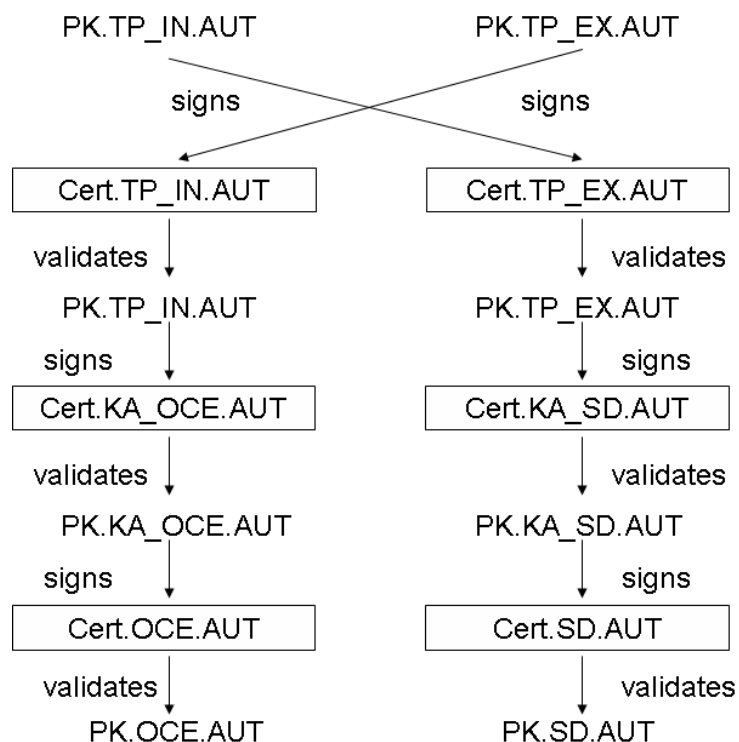 PK.TP_IN.AUT PK.TP_EX.AUT
signs signs
Cert.TP_IN.AUT Cert.TP_EX.AUT
validates validates
PK.TP_IN.AUT PK.TP_EX.AUT
signs signs
Cert.KA_OCE.AUT Cert.KA_SD.AUT
validates validates
PK.KA_OCE.AUT PK.KA_SD.AUT
signs signs
Cert.OCE.AUT Cert.SD.AUT
validates validates
PK.OCE.AUT PK.SD.AUT